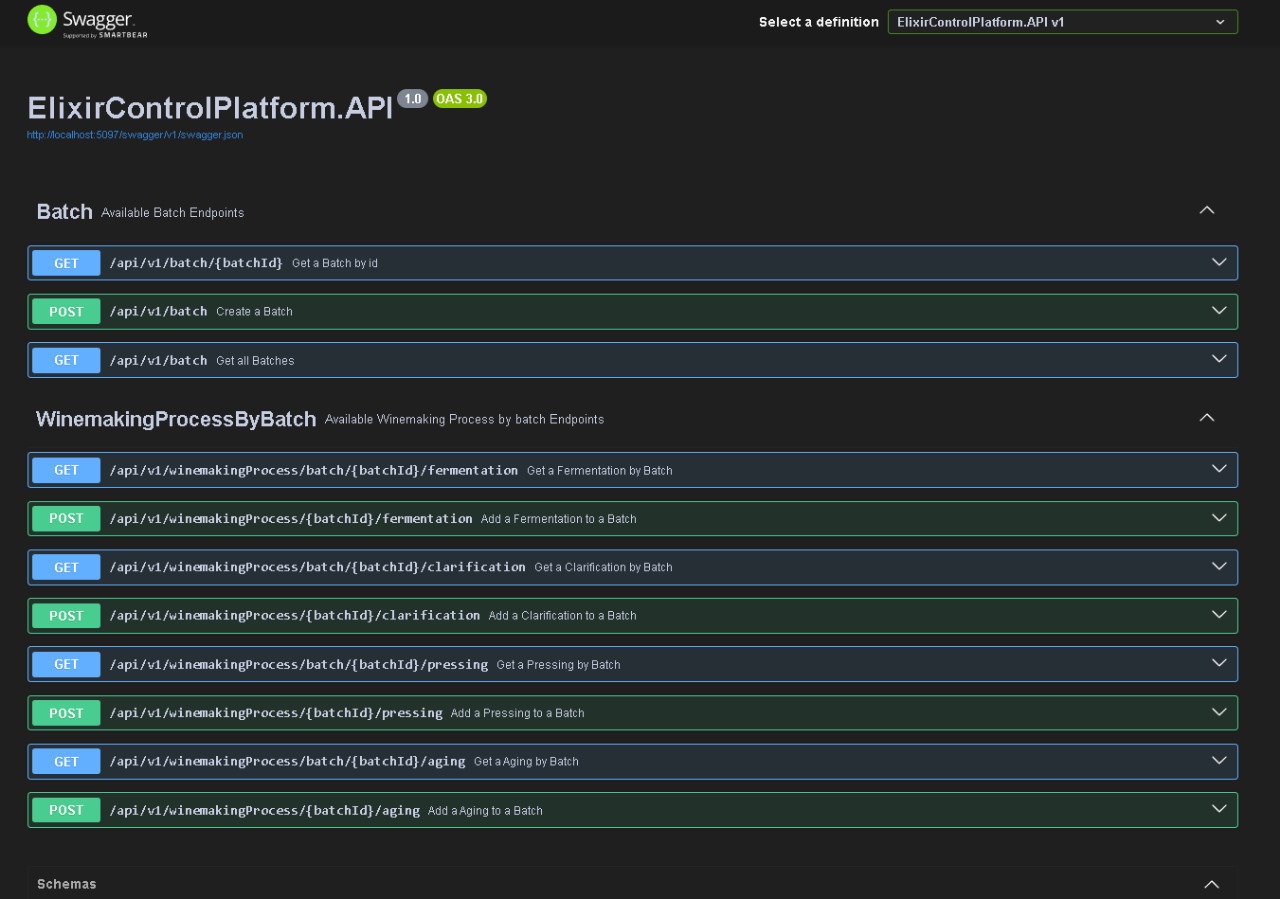 Swagger.
Supported by SMARTBEAR
Select a definition
ElixirControlPlatform.API v1
ElixirControlPlatform.API 1.0 OAS 3.0
http://localhost:5097/swagger/v1/swagger.json
Batch Available Batch Endpoints
GET /api/v1/batch/{batchId} Get a Batch by id
POST /api/v1/batch Create a Batch
GET /api/v1/batch Get all Batches
WinemakingProcessByBatch Available Winemaking Process by batch Endpoints
GET /api/v1/winemakingProcess/batch/{batchId}/fermentation Get a Fermentation by Batch
POST /api/v1/winemakingProcess/{batchId}/fermentation Add a Fermentation to a Batch
GET /api/v1/winemakingProcess/batch/{batchId}/clarification Get a Clarification by Batch
POST /api/v1/winemakingProcess/{batchId}/clarification Add a Clarification to a Batch
GET /api/v1/winemakingProcess/batch/{batchId}/pressing Get a Pressing by Batch
POST /api/v1/winemakingProcess/{batchId}/pressing Add a Pressing to a Batch
GET /api/v1/winemakingProcess/batch/{batchId}/aging Get a Aging by Batch
POST /api/v1/winemakingProcess/{batchId}/aging Add a Aging to a Batch
Schemas